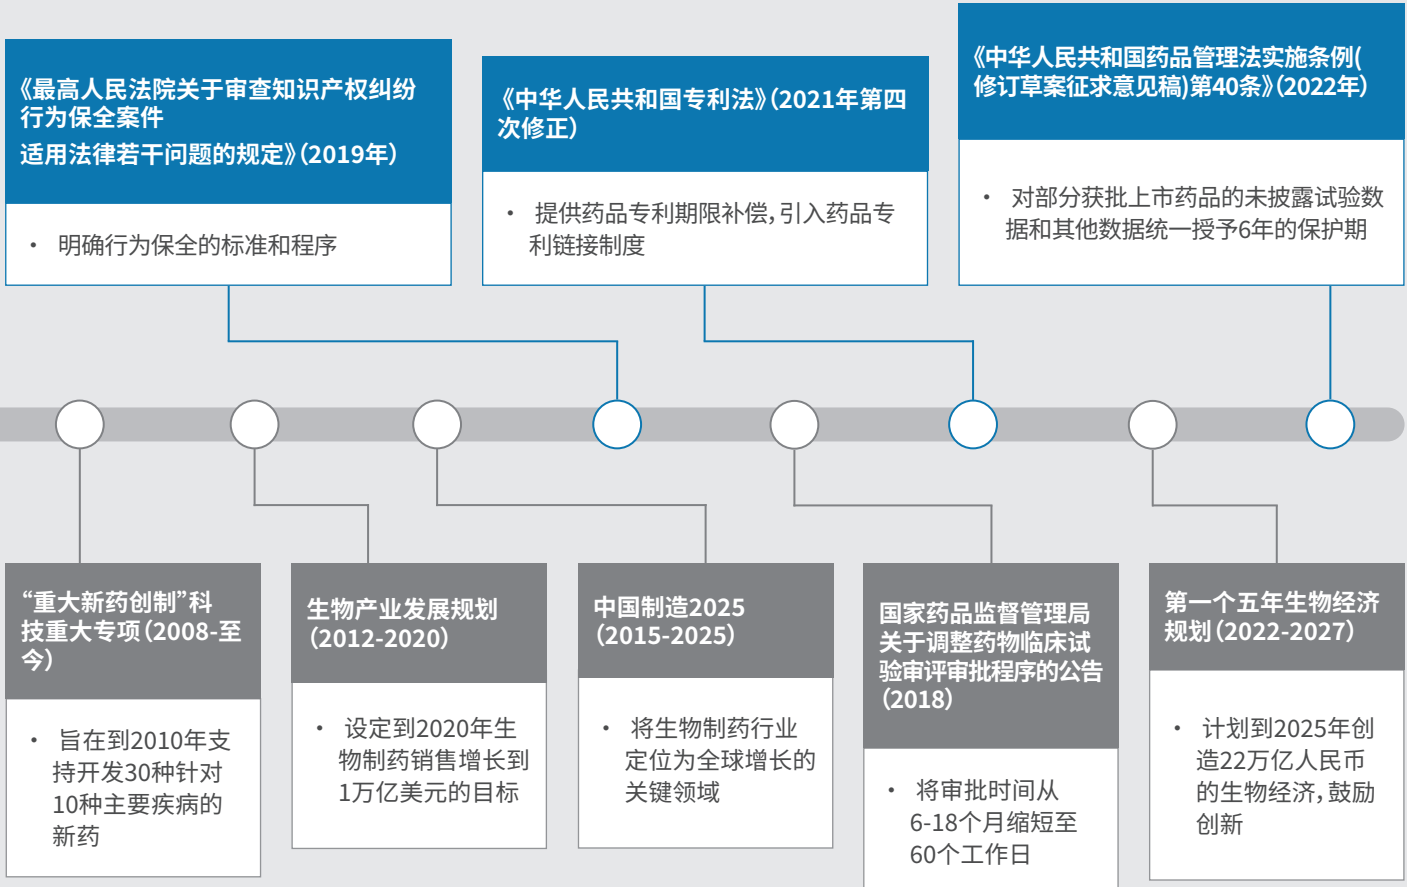 《最高人民法院关于审查知识产权纠纷
行为保全案件
适用法律若干问题的规定》（2019年）
• 明确行为保全的标准和程序
《中华人民共和国专利法》（2021年第四
次修正）
• 提供药品专利期限补偿，引入药品专
利链接制度
《中华人民共和国药品管理法实施条例(
修订草案征求意见稿)第40条》（2022年）
• 对部分获批上市药品的未披露试验数
据和其他数据统一授予6年的保护期
“重大新药创制”科
技重大专项（2008-至
今）
• 旨在到2010年支
持开发30种针对
10种主要疾病的
新药
生物产业发展规划
（2012-2020）
• 设定到2020年生
物制药销售增长到
1万亿美元的目标
中国制造2025
（2015-2025）
• 将生物制药行业
定位为全球增长的
关键领域
国家药品监督管理局
关于调整药物临床试
验审评审批程序的公告
（2018）
• 将审批时间从
6-18个月缩短至
60个工作日
第一个五年生物经济
规划（2022-2027）
• 计划到2025年创
造22万亿人民币
的生物经济，鼓励
创新